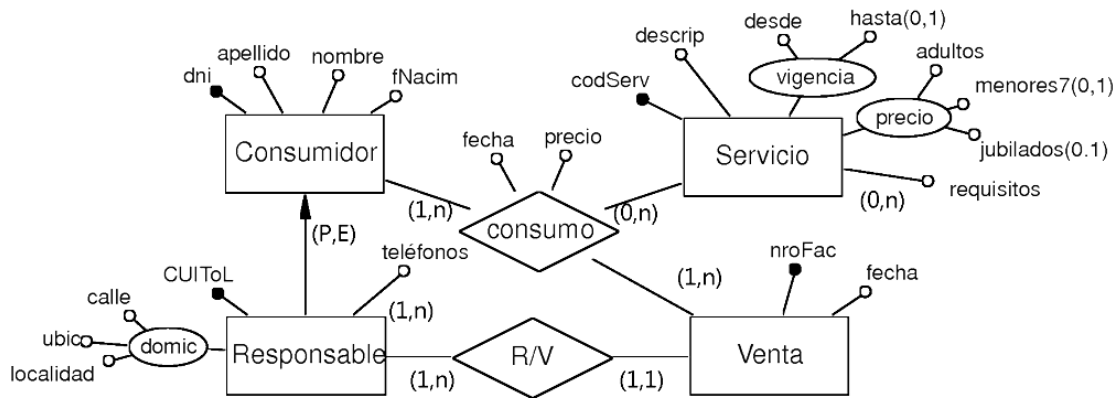 desde
hasta(0,1)
descrip
vigencia
adultos
apellido
nombre
dni
fNacim
codServ
menores7(0,1)
precio
Consumidor
fecha
precio
Servicio
jubilados(0.1)
requisitos
(1,n)
(0,n)
(0,n)
consumo
(P,E)
teléfonos
CUIToL
nroFac
(1,n)
fecha
calle
(1,n)
ubic
domic
Responsable
R/V
Venta
localidad
(1,n)
(1,1)